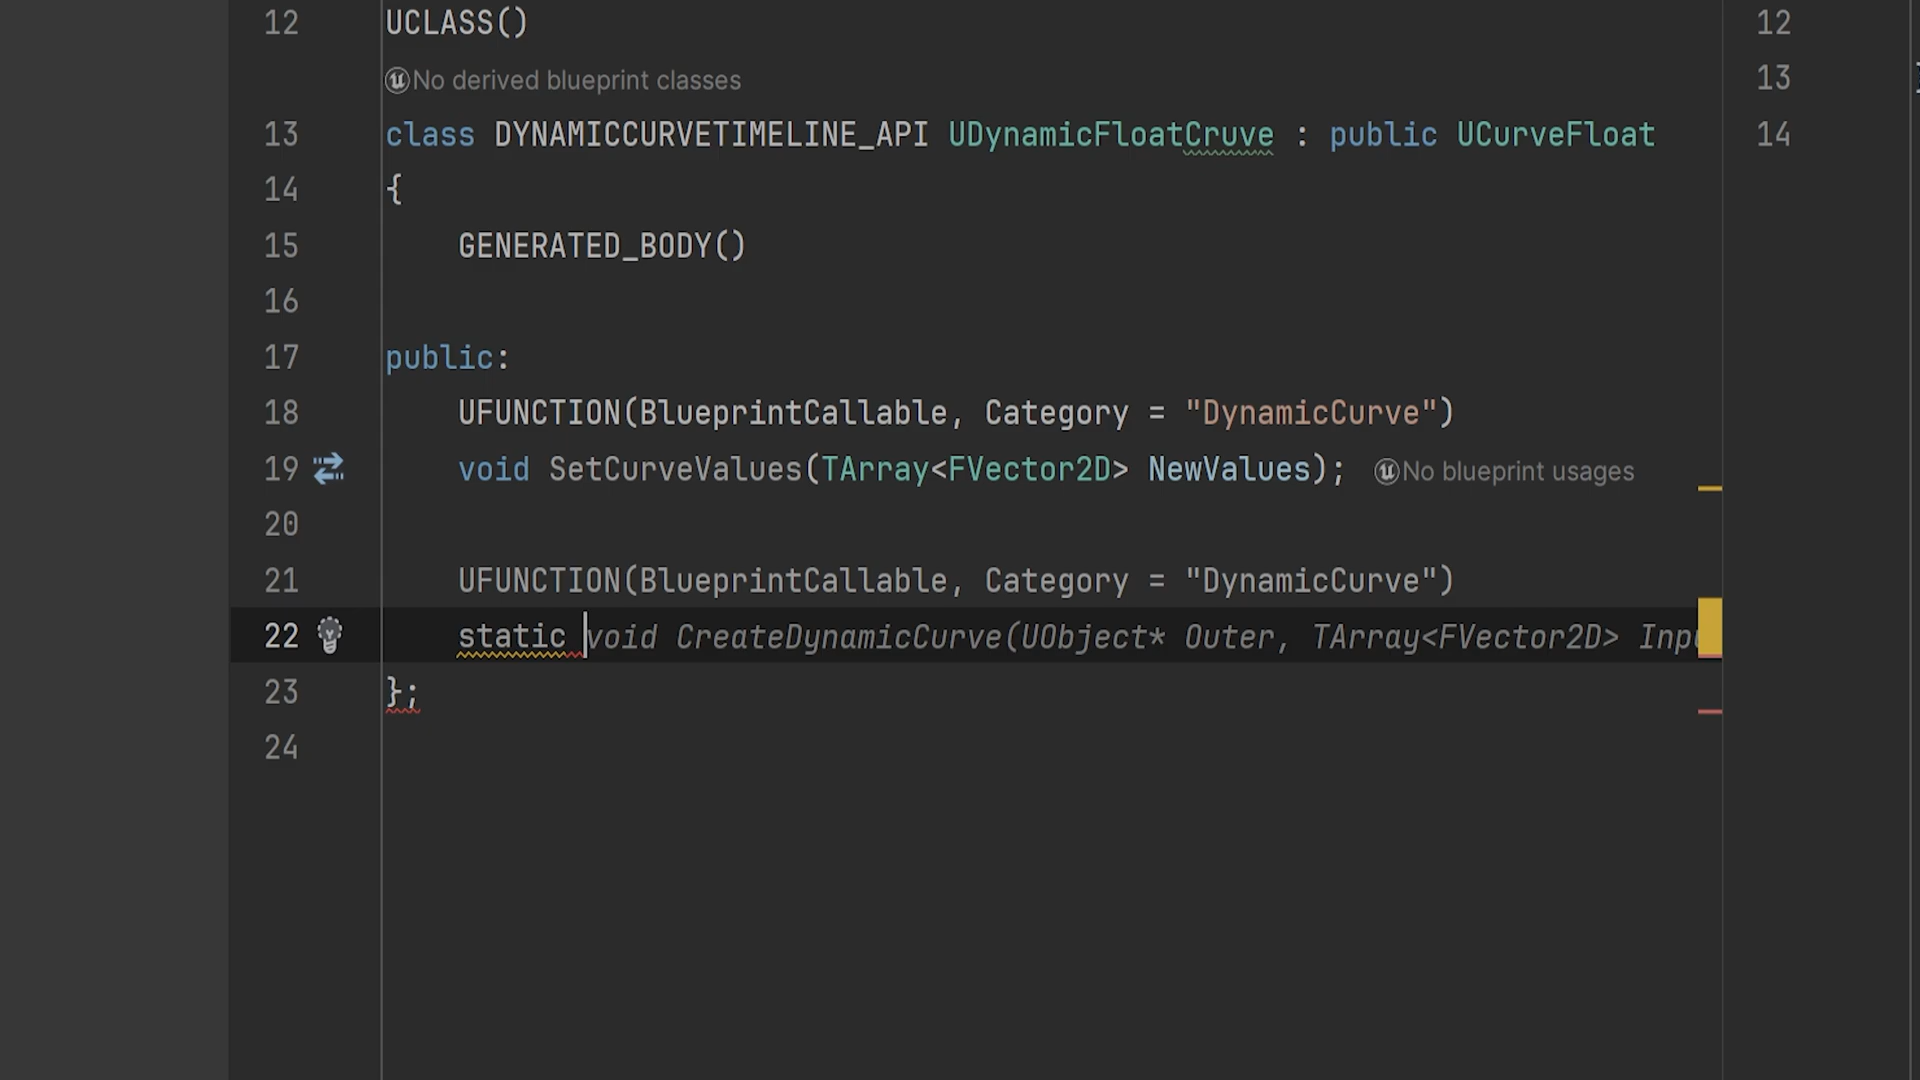 12 UCLASS()
No derived blueprint classes
13 class DYNAMICCURVETIMELINE_API UDynamicFloatCruve : public UCurveFloat
14 {
15 GENERATED_BODY()
16
17 public:
18 UFUNCTION(BlueprintCallable, Category = "DynamicCurve")
19 void SetCurveValues(TArray<FVector2D> NewValues); No blueprint usages
20
21 UFUNCTION(BlueprintCallable, Category = "DynamicCurve")
22 static void CreateDynamicCurve(UObject* Outer, TArray<FVector2D>
23 };
24
12
13
14